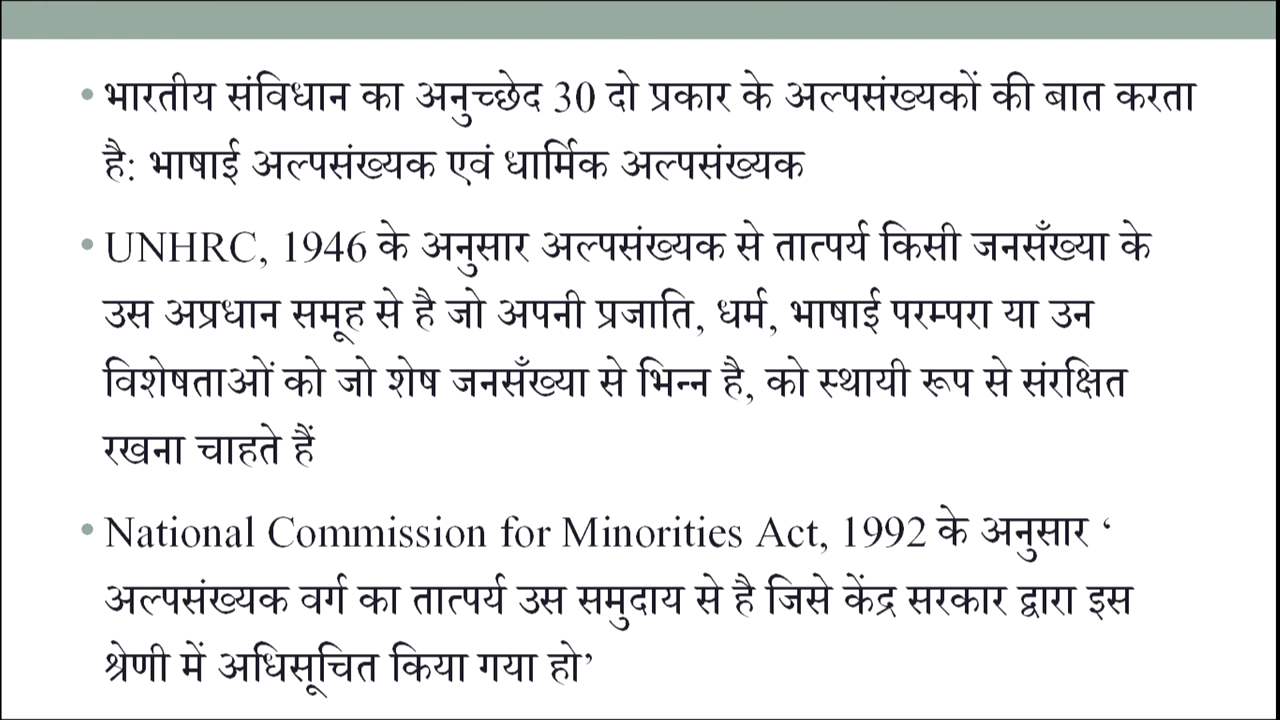 • भारतीय संविधान का अनुच्छेद 30 दो प्रकार के अल्पसंख्यकों की बात करता
है: भाषाई अल्पसंख्यक एवं धार्मिक अल्पसंख्यक
• UNHRC, 1946 के अनुसार अल्पसंख्यक से तात्पर्य किसी जनसँख्या के
उस अप्रधान समूह से है जो अपनी प्रजाति, धर्म, भाषाई परम्परा या उन
विशेषताओं को जो शेष जनसँख्या से भिन्न है, को स्थायी रूप से संरक्षित
रखना चाहते हैं
• National Commission for Minorities Act, 1992 के अनुसार ‘
अल्पसंख्यक वर्ग का तात्पर्य उस समुदाय से है जिसे केंद्र सरकार द्वारा इस
श्रेणी में अधिसूचित किया गया हो’